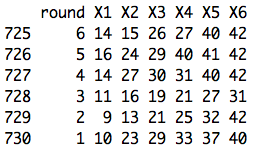 round X1 X2 X3 X4 X5 X6
725 6 14 15 26 27 40 42
726 5 16 24 29 40 41 42
727 4 14 27 30 31 40 42
728 3 11 16 19 21 27 31
729 2 9 13 21 25 32 42
730 1 10 23 29 33 37 40